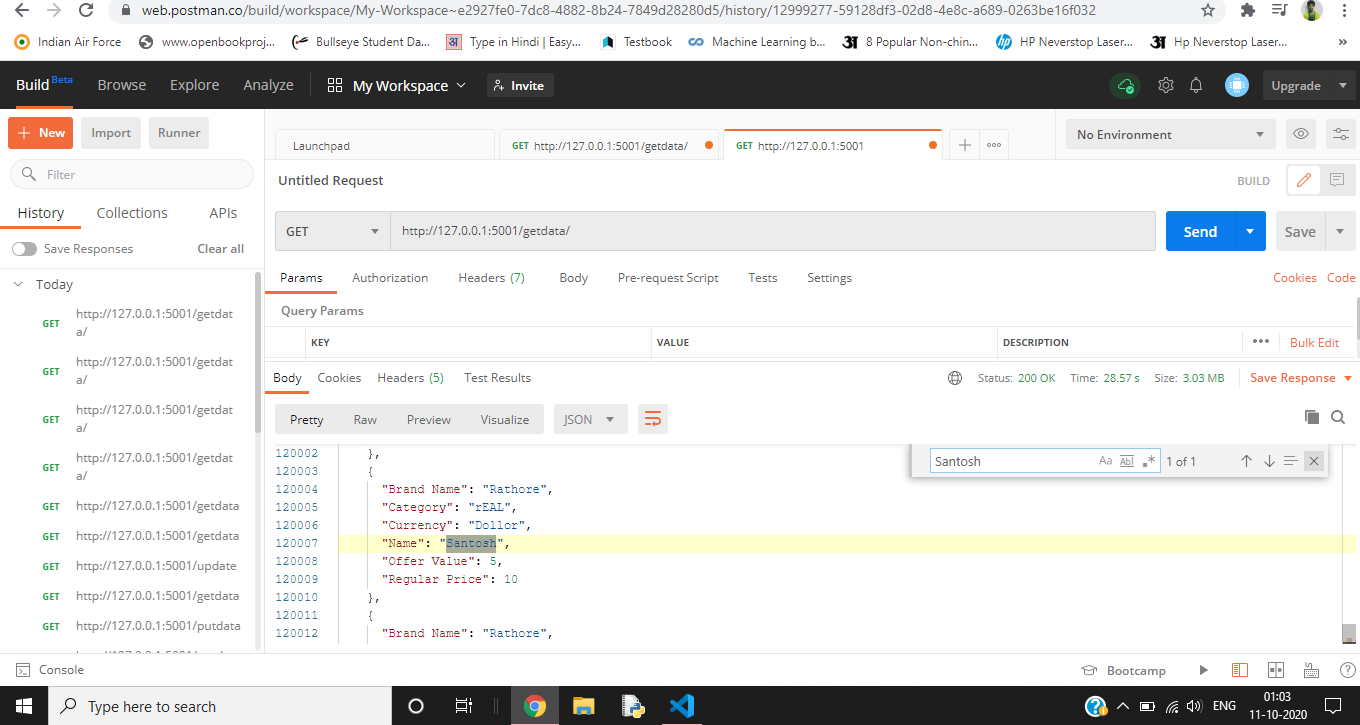 web.postman.co/build/workspace/My-Workspace~e2927fe0-7dc8-4882-8b24-7849d28280d5/history/12999277-59128df3-02d8-4e8c-a689-0263be16f032
Indian Air Force www.openbookproj... Bullseye Student Da... अ Type in Hindi | Easy... Testbook Machine Learning b... 8 Popular Non-chin... HP Neverstop Laser... Hp Neverstop Laser... »
Build Beta Browse Explore Analyze My Workspace Invite Upgrade
+ New Import Runner
Launchpad GET http://127.0.0.1:5001/getdata/ GET http://127.0.0.1:5001 + ooo No Environment
Filter
Untitled Request BUILD
History Collections APIs
GET http://127.0.0.1:5001/getdata/ Send Save
Save Responses Clear all
Params Authorization Headers (7) Body Pre-request Script Tests Settings Cookies Code
Today
Query Params
KEY VALUE DESCRIPTION ••• Bulk Edit
GET http://127.0.0.1:5001/getdat
a/
GET http://127.0.0.1:5001/getdat
a/
GET http://127.0.0.1:5001/getdat
a/
GET http://127.0.0.1:5001/getdat
a/
GET http://127.0.0.1:5001/getdata
GET http://127.0.0.1:5001/getdata
GET http://127.0.0.1:5001/update
GET http://127.0.0.1:5001/getdata
GET http://127.0.0.1:5001/putdata
Body Cookies Headers (5) Test Results Status: 200 OK Time: 28.57 s Size: 3.03 MB Save Response
Pretty Raw Preview Visualize JSON
Santosh Aa Abl .* 1 of 1
120002 },
120003 {
120004 "Brand Name": "Rathore",
120005 "Category": "rEAL",
120006 "Currency": "Dollor",
120007 "Name": "Santosh",
120008 "Offer Value": 5,
120009 "Regular Price": 10
120010 },
120011 {
120012 "Brand Name": "Rathore",
Console Bootcamp
Type here to search ENG 01:03
11-10-2020